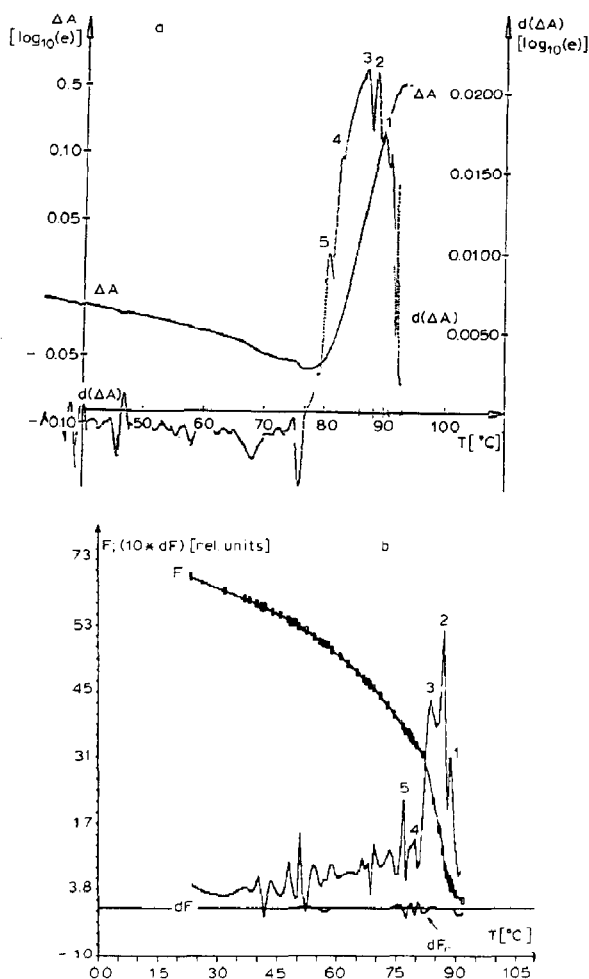 ΔA
[log10(e)]
a
d(ΔA)
[log10(e)]
0.5
0.10
0.05
- 0.05
3 2
1
4
5
ΔA
0.0200
0.0150
0.0100
0.0050
ΔA
d(ΔA)
d(ΔA)
50 60 70 80 90 100
T[°C]
F; (10*dF) [rel. units]
b
73
53
45
31
17
3.8
- 10
F
2
3
1
5
4
dF
dF
T[°C]
00 15 30 45 60 75 90 105